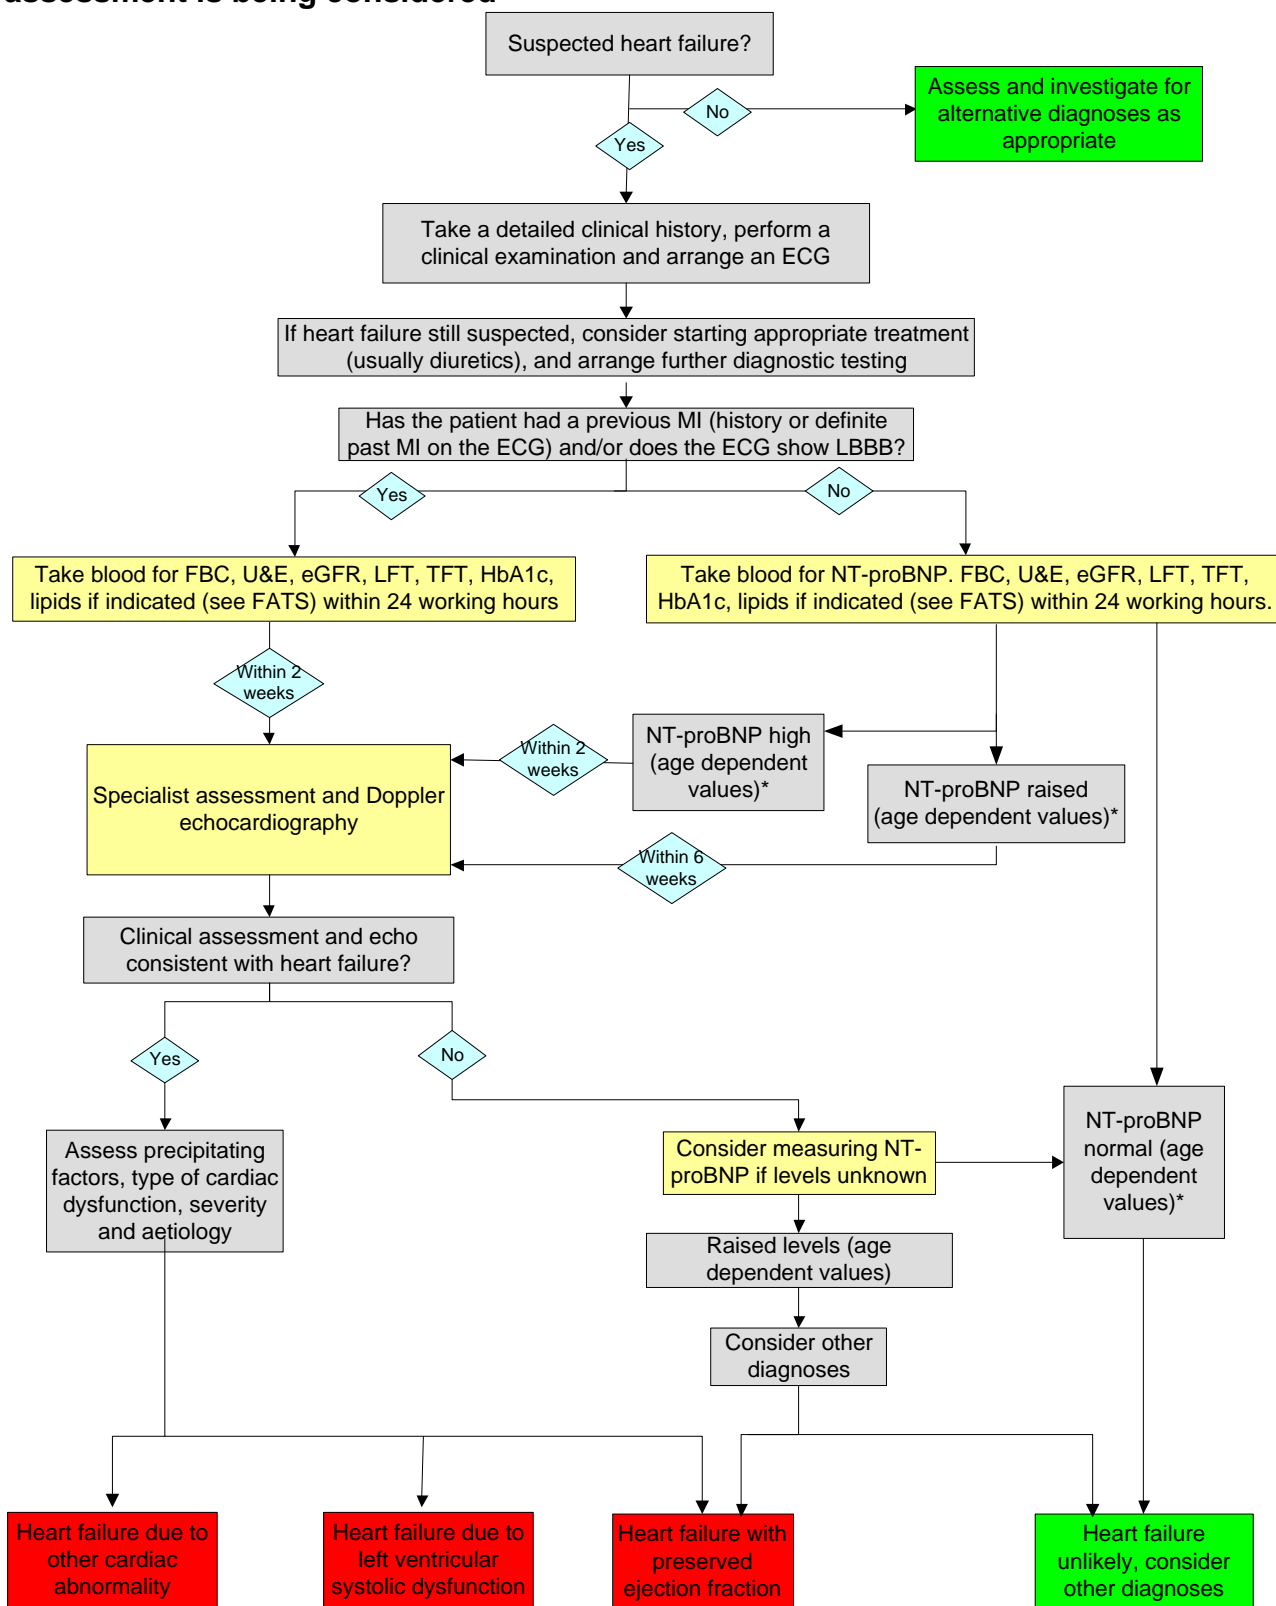 assessment is being considered
Suspected heart failure?
No
Assess and investigate for
alternative diagnoses as
appropriate
Yes
Take a detailed clinical history, perform a
clinical examination and arrange an ECG
If heart failure still suspected, consider starting appropriate treatment
(usually diuretics), and arrange further diagnostic testing
Has the patient had a previous MI (history or definite
past MI on the ECG) and/or does the ECG show LBBB?
Yes
No
Take blood for FBC, U&E, eGFR, LFT, TFT, HbA1c,
lipids if indicated (see FATS) within 24 working hours
Take blood for NT-proBNP. FBC, U&E, eGFR, LFT, TFT,
HbA1c, lipids if indicated (see FATS) within 24 working hours.
Within 2
weeks
NT-proBNP high
(age dependent
values)*
Within 2
weeks
NT-proBNP raised
(age dependent values)*
Specialist assessment and Doppler
echocardiography
Within 6
weeks
Clinical assessment and echo
consistent with heart failure?
Yes
No
Assess precipitating
factors, type of cardiac
dysfunction, severity
and aetiology
Consider measuring NT-
proBNP if levels unknown
NT-proBNP
normal (age
dependent
values)*
Raised levels (age
dependent values)
Consider other
diagnoses
Heart failure due to
other cardiac
abnormality
Heart failure due to
left ventricular
systolic dysfunction
Heart failure with
preserved
ejection fraction
Heart failure
unlikely, consider
other diagnoses